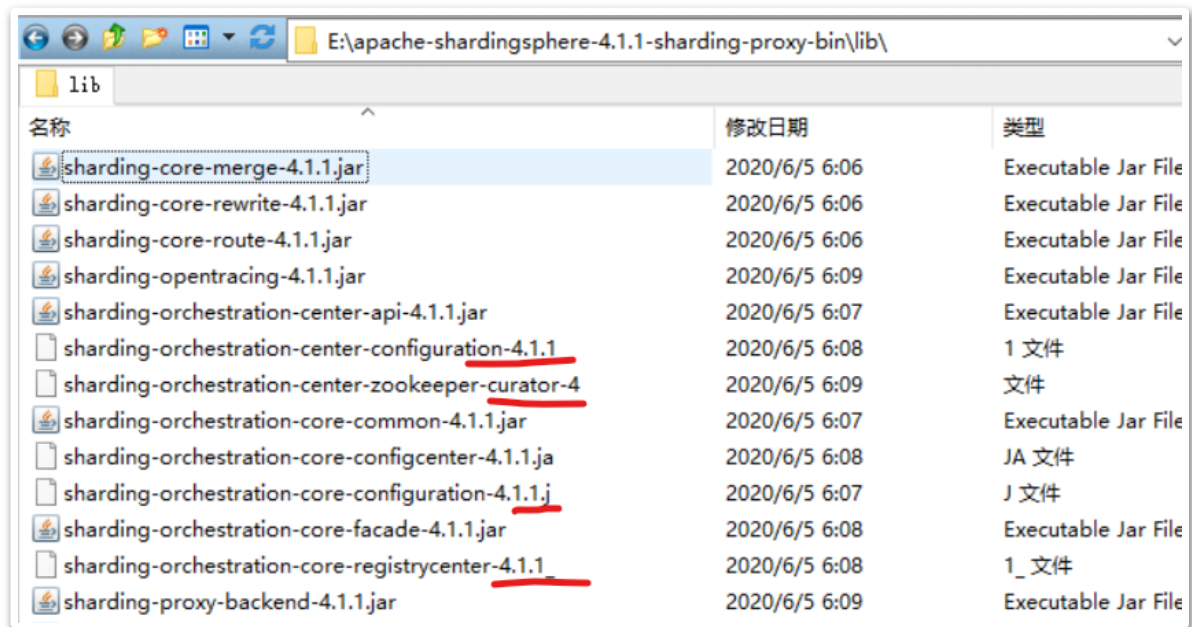 E:\apache-shardingsphere-4.1.1-sharding-proxy-bin\lib\
lib
名称 修改日期 类型
sharding-core-merge-4.1.1.jar 2020/6/5 6:06 Executable Jar File
sharding-core-rewrite-4.1.1.jar 2020/6/5 6:06 Executable Jar File
sharding-core-route-4.1.1.jar 2020/6/5 6:06 Executable Jar File
sharding-opentracing-4.1.1.jar 2020/6/5 6:09 Executable Jar File
sharding-orchestration-center-api-4.1.1.jar 2020/6/5 6:07 Executable Jar File
sharding-orchestration-center-configuration-4.1.1 2020/6/5 6:08 1 文件
sharding-orchestration-center-zookeeper-curator-4 2020/6/5 6:09 文件
sharding-orchestration-core-common-4.1.1.jar 2020/6/5 6:07 Executable Jar File
sharding-orchestration-core-configcenter-4.1.1.ja 2020/6/5 6:08 JA 文件
sharding-orchestration-core-configuration-4.1.1.j 2020/6/5 6:07 J 文件
sharding-orchestration-core-facade-4.1.1.jar 2020/6/5 6:08 Executable Jar File
sharding-orchestration-core-registrycenter-4.1.1_ 2020/6/5 6:08 1_ 文件
sharding-proxy-backend-4.1.1.jar 2020/6/5 6:09 Executable Jar File